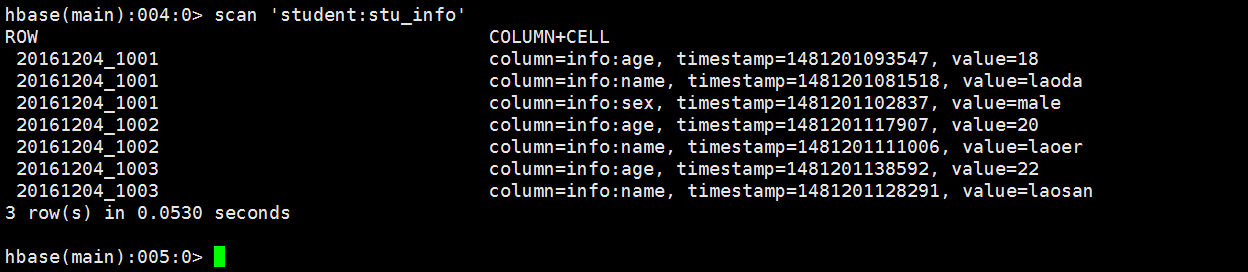 hbase(main):004:0> scan 'student:stu_info'
ROW COLUMN+CELL
20161204_1001 column=info:age, timestamp=1481201093547, value=18
20161204_1001 column=info:name, timestamp=1481201081518, value=laoda
20161204_1001 column=info:sex, timestamp=1481201102837, value=male
20161204_1002 column=info:age, timestamp=1481201117907, value=20
20161204_1002 column=info:name, timestamp=1481201111006, value=laoer
20161204_1003 column=info:age, timestamp=1481201138592, value=22
20161204_1003 column=info:name, timestamp=1481201128291, value=laosan
3 row(s) in 0.0530 seconds
hbase(main):005:0>